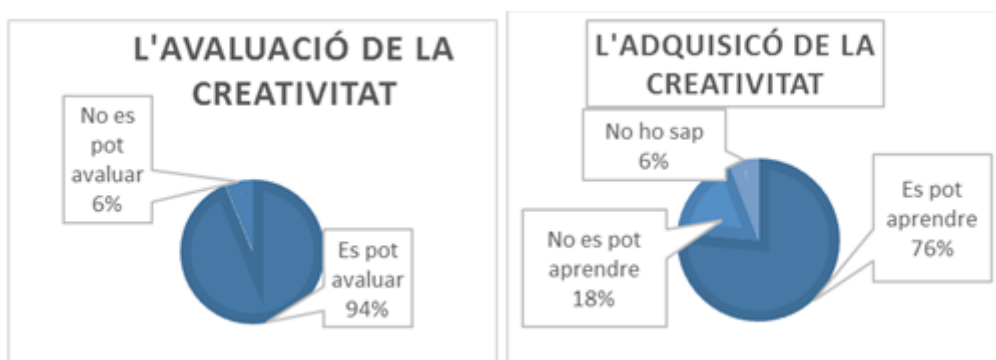 L'AVALUACIÓ DE LA
CREATIVITAT
No es
pot
avaluar
6%
Es pot
avaluar
94%
L'ADQUISICÓ DE LA
CREATIVITAT
No ho sap
6%
Es pot
aprendre
76%
No es pot
aprendre
18%